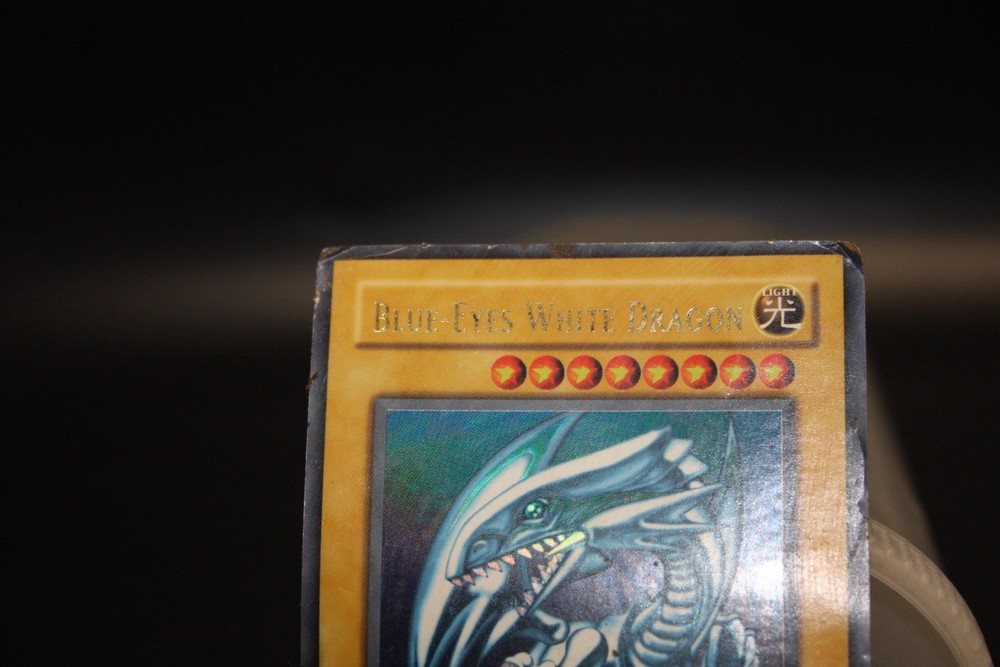 BLUE-EYES WHITE DRAGON
LIGHT
光